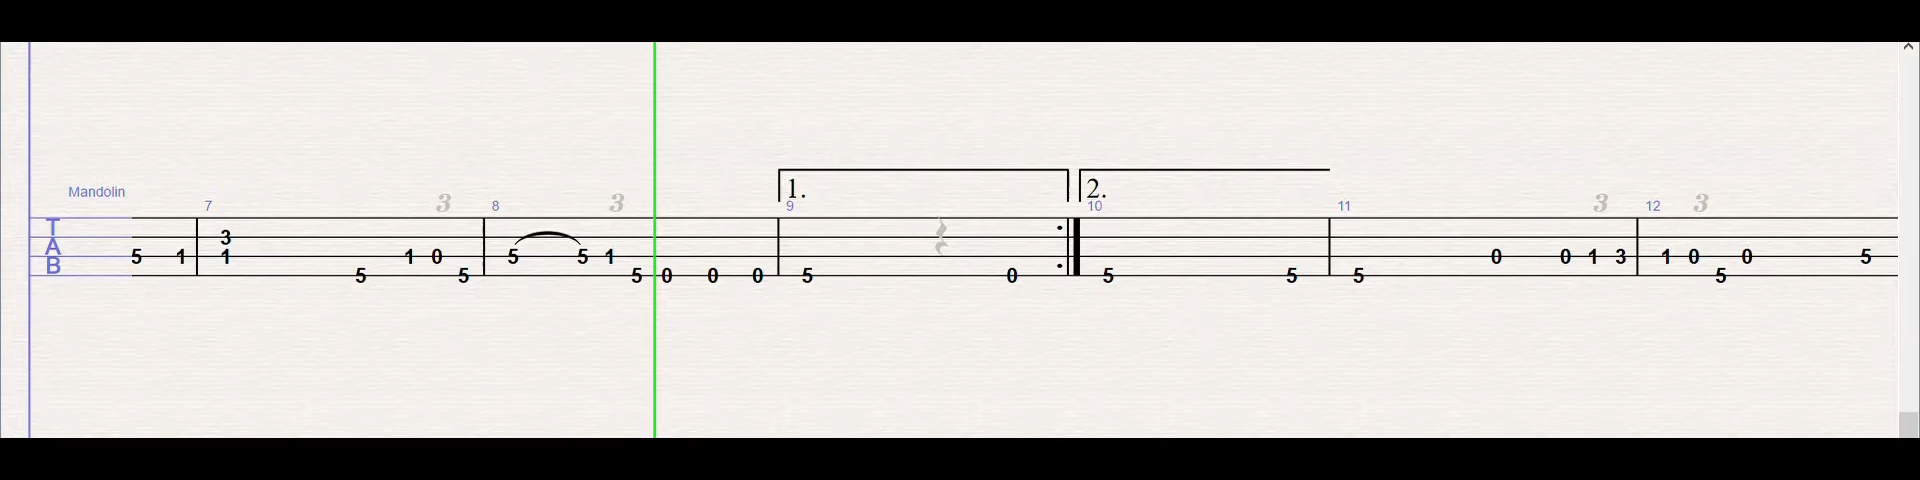 1. 2.
Mandolin 7 3 8 3 9 10 11 3 12 3
T
A 3
B 5 1 1 1 0 5 5 1 0 0 1 3 1 0 0 5
5 5 5 0 0 0 5 0 5 5 5 5